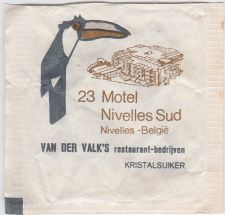 23 Motel
Nivelles Sud
Nivelles -België
VAN DER VALK'S restaurant-bedrijven
KRISTALSUIKER